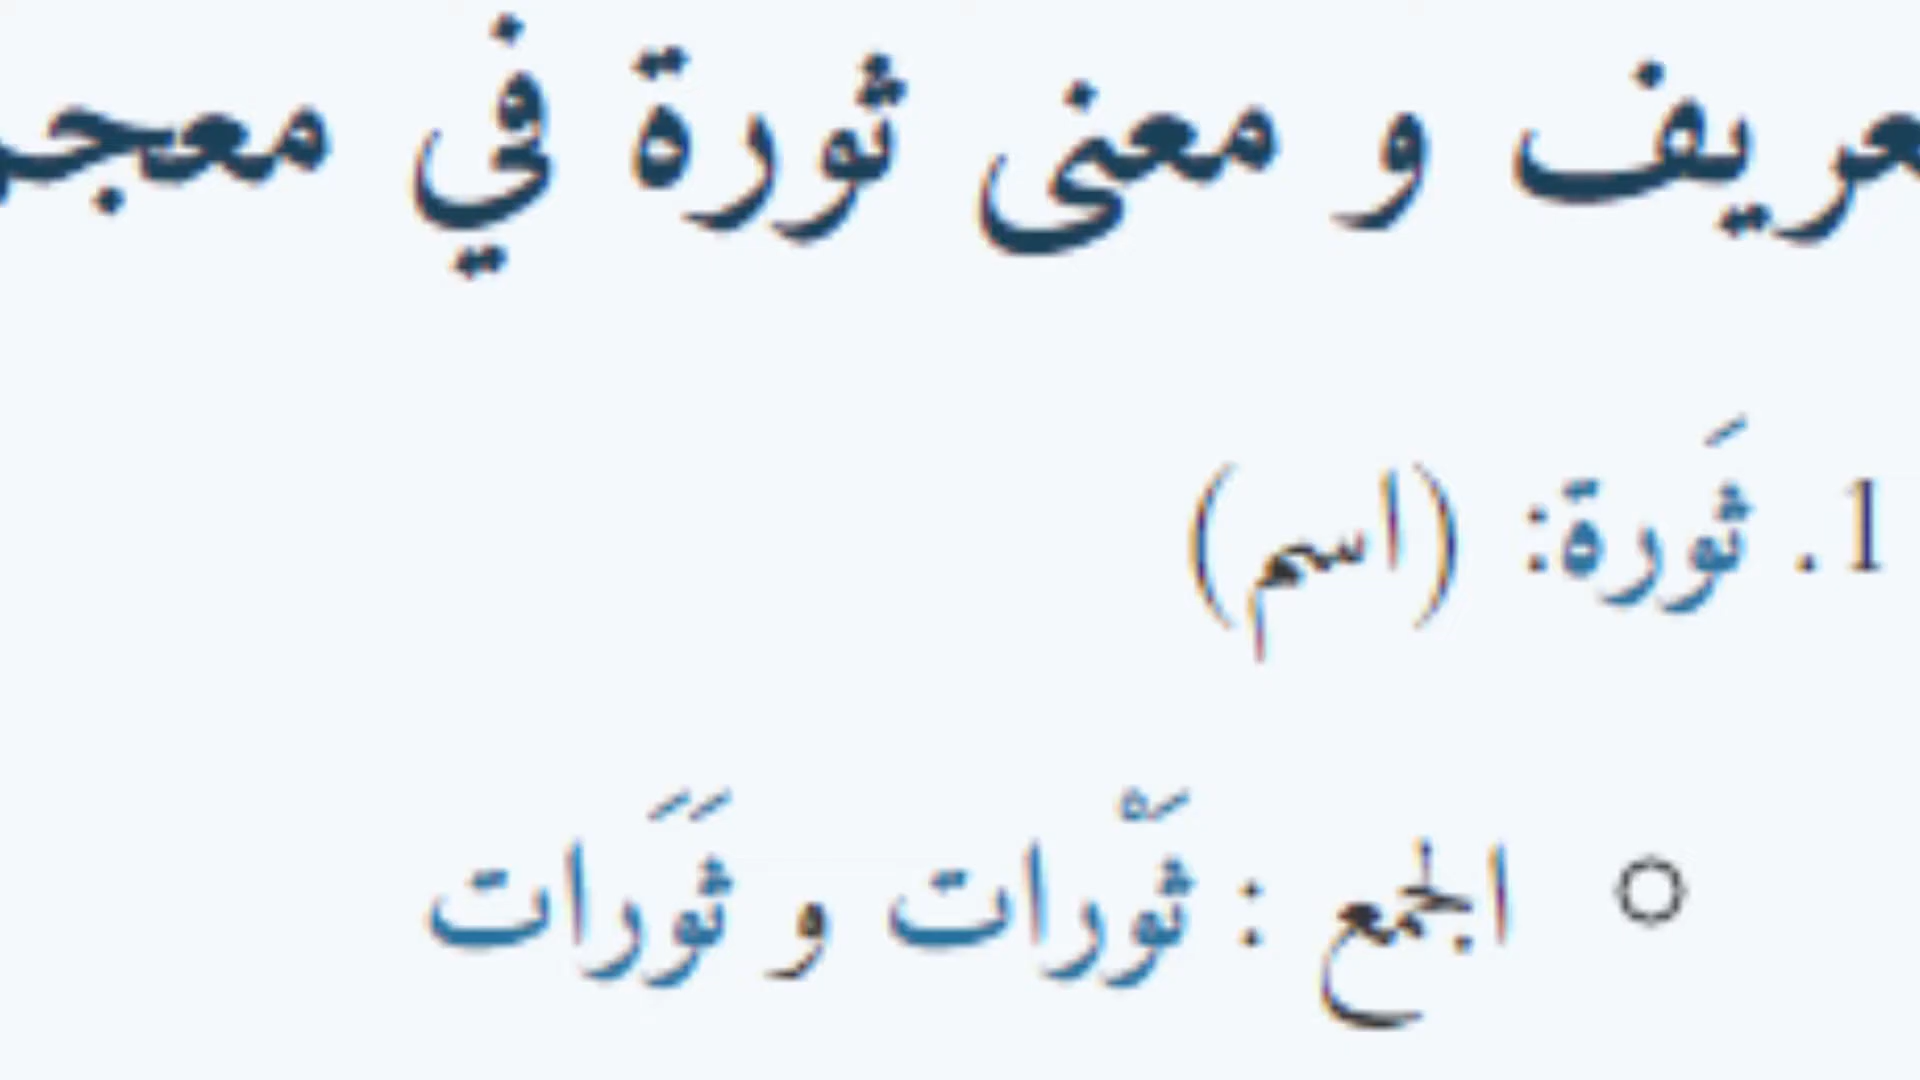 عريف و معنى ثورة في معجم
1. ثَورة: (اسم)
الجمع : ثَوْرات و ثَوَرات